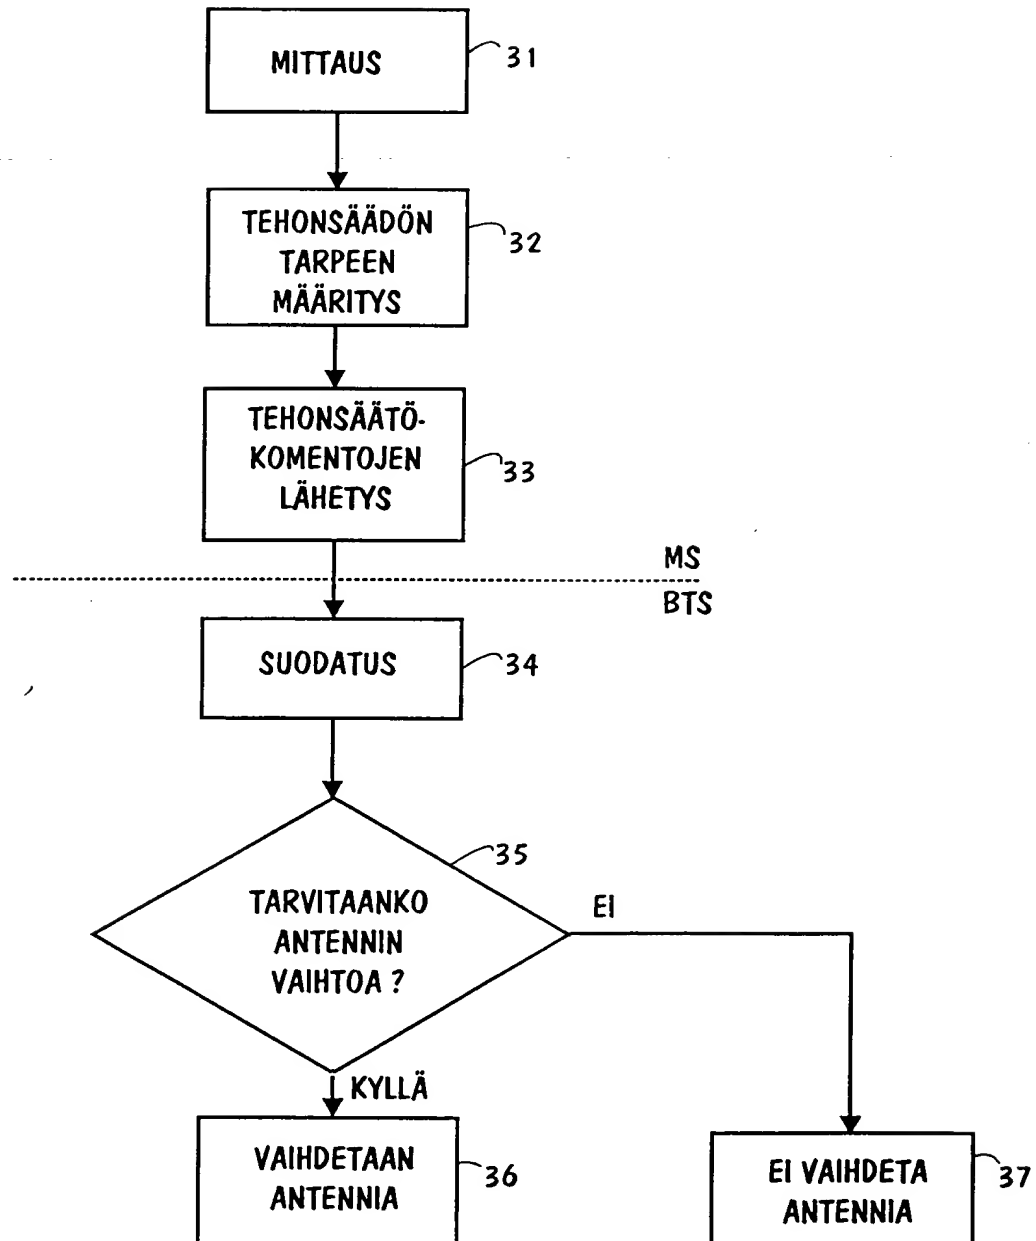 MITTAUS
31
TEHONSÄÄDÖN
TARPEEN
MÄÄRITYS
32
TEHONSÄÄTÖ-
KOMENTOJEN
LÄHETYS
33
MS
BTS
SUODATUS
34
35
TARVITAANKO
ANTENNIN
VAIHTOA ?
EI
KYLLÄ
VAIHDETAAN
ANTENNIA
36
EI VAIHDETA
ANTENNIA
37